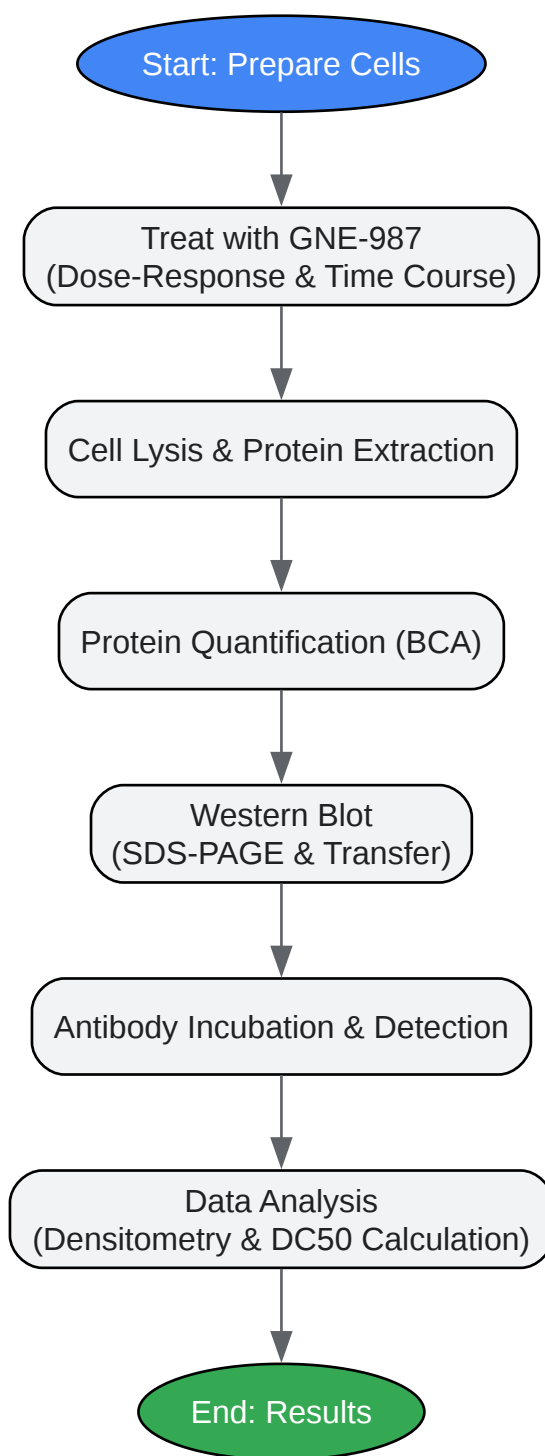 Start: Prepare Cells
Treat with GNE-987
(Dose-Response & Time Course)
Cell Lysis & Protein Extraction
Protein Quantification (BCA)
Western Blot
(SDS-PAGE & Transfer)
Antibody Incubation & Detection
Data Analysis
(Densitometry & DC50 Calculation)
End: Results